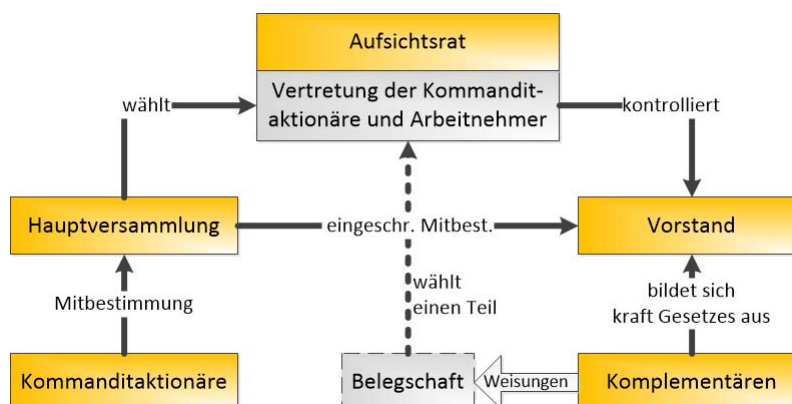 Aufsichtsrat
Vertretung der Kommandit-
aktionäre und Arbeitnehmer
wählt
kontrolliert
Hauptversammlung
eingeschr. Mitbest.
Vorstand
Mitbestimmung
wählt
einen Teil
bildet sich
kraft Gesetzes aus
Kommanditaktionäre
Belegschaft
Weisungen
Komplementären